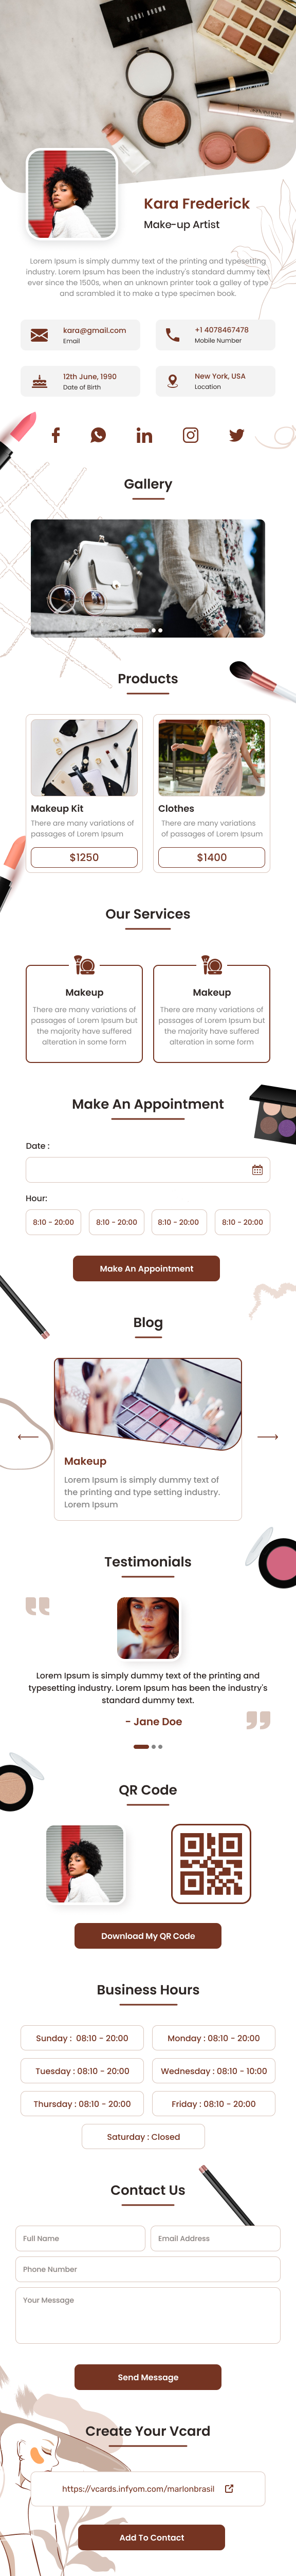 BOBBI BROWN
Kara Frederick
Make-up Artist
Lorem Ipsum is simply dummy text of the printing and typesetting
industry. Lorem Ipsum has been the industry's standard dummy text
ever since the 1500s, when an unknown printer took a galley of type
and scrambled it to make a type specimen book.
kara@gmail.com
Email
+1 4078467478
Mobile Number
12th June, 1990
Date of Birth
New York, USA
Location
Gallery
Products
Makeup Kit
There are many variations of
passages of Lorem Ipsum
$1250
Clothes
There are many variations
of passages of Lorem Ipsum
$1400
Our Services
Makeup
There are many variations of
passages of Lorem Ipsum but
the majority have suffered
alteration in some form
Makeup
There are many variations of
passages of Lorem Ipsum but
the majority have suffered
alteration in some form
Make An Appointment
Date :
Hour:
8:10 - 20:00
8:10 - 20:00
8:10 - 20:00
8:10 - 20:00
Make An Appointment
Blog
Makeup
Lorem Ipsum is simply dummy text of
the printing and type setting industry.
Lorem Ipsum
Testimonials
Lorem Ipsum is simply dummy text of the printing and
typesetting industry. Lorem Ipsum has been the industry's
standard dummy text.
- Jane Doe
QR Code
Download My QR Code
Business Hours
Sunday : 08:10 - 20:00
Monday : 08:10 - 20:00
Tuesday : 08:10 - 20:00
Wednesday : 08:10 - 10:00
Thursday : 08:10 - 20:00
Friday : 08:10 - 20:00
Saturday : Closed
Contact Us
Full Name
Email Address
Phone Number
Your Message
Send Message
Create Your Vcard
https://vcards.infyom.com/marlonbrasil
Add To Contact